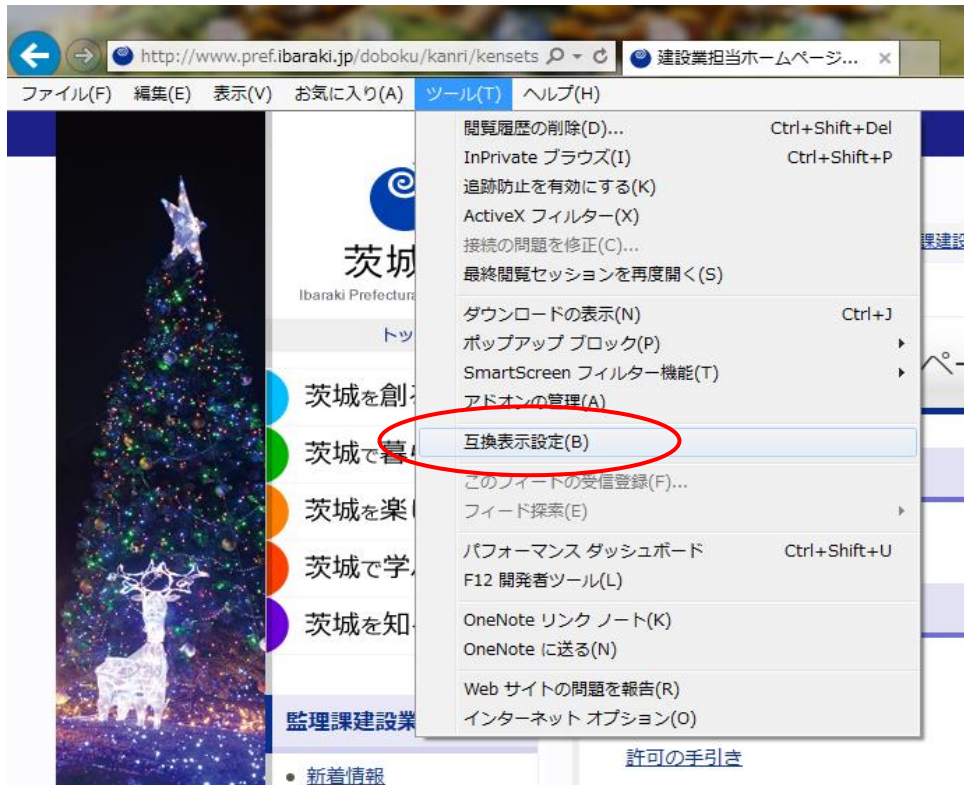 http://www.pref.ibaraki.jp/doboku/kanri/kensets
建設業担当ホームページ... ×
ファイル(F) 編集(E) 表示(V) お気に入り(A) ツール(T) ヘルプ(H)
閲覧履歴の削除(D)... Ctrl+Shift+Del
InPrivate ブラウズ(I) Ctrl+Shift+P
追跡防止を有効にする(K)
ActiveX フィルター(X)
接続の問題を修正(C)...
最終閲覧セッションを再度開く(S)
ダウンロードの表示(N) Ctrl+J
ポップアップ ブロック(P)
SmartScreen フィルター機能(T)
アドオンの管理(A)
互換表示設定(B)
このフィードの受信登録(F)...
フィード探索(E)
パフォーマンス ダッシュボード Ctrl+Shift+U
F12 開発者ツール(L)
OneNote リンク ノート(K)
OneNote に送る(N)
Web サイトの問題を報告(R)
インターネット オプション(O)
茨城
Ibaraki Prefectura
トッ
茨城を創
茨城で暮
茨城を楽
茨城で学
茨城を知
監理課建設業
新着情報
課建設
ペー
許可の手引き